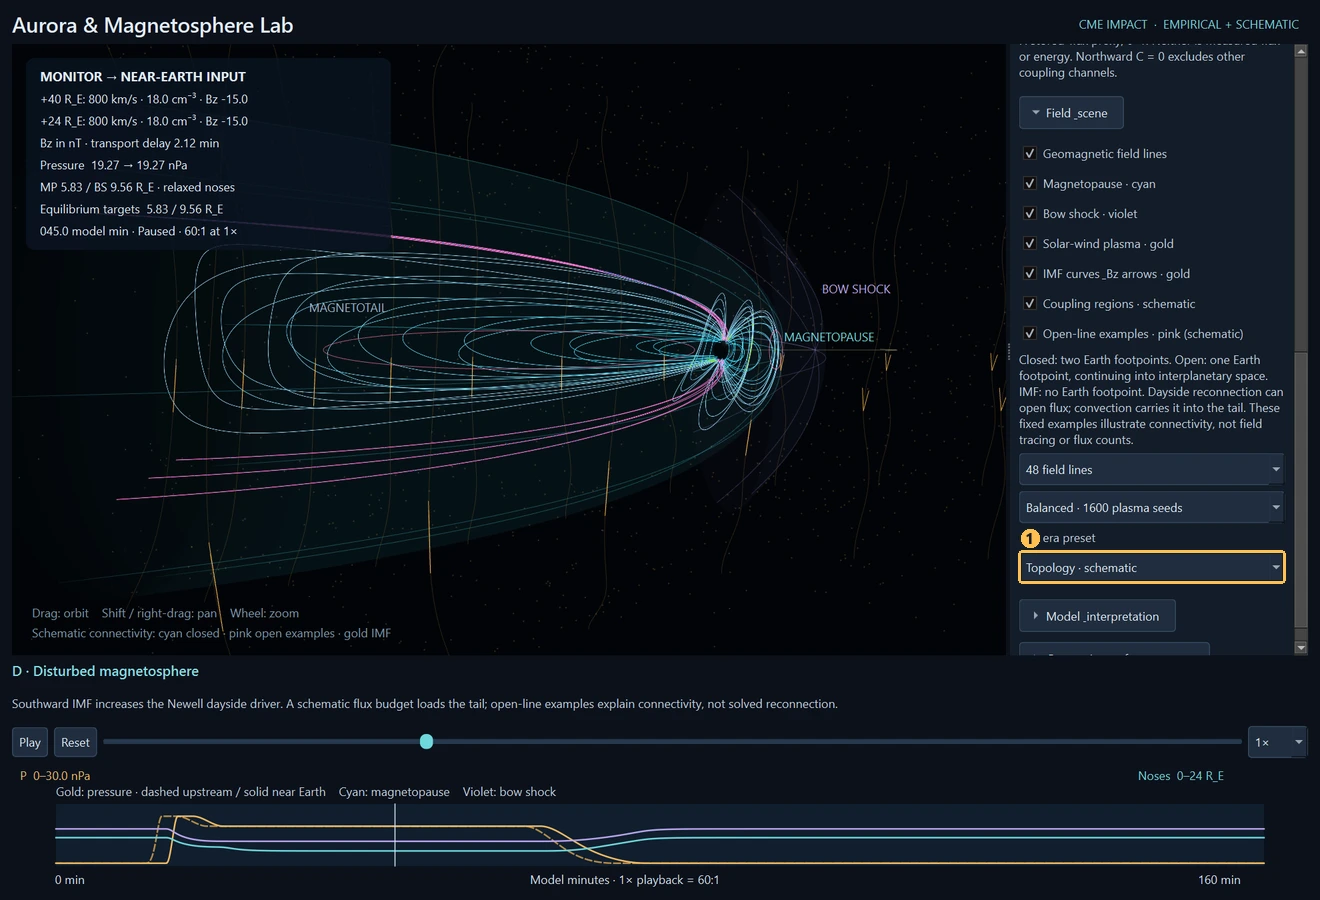 Aurora & Magnetosphere Lab
CME IMPACT · EMPIRICAL + SCHEMATIC
MONITOR → NEAR-EARTH INPUT
+40 R_E: 800 km/s · 18.0 cm⁻³ · Bz -15.0
+24 R_E: 800 km/s · 18.0 cm⁻³ · Bz -15.0
Bz in nT · transport delay 2.12 min
Pressure 19.27 → 19.27 nPa
MP 5.83 / BS 9.56 R_E · relaxed noses
Equilibrium targets 5.83 / 9.56 R_E
045.0 model min · Paused · 60:1 at 1×
MAGNETOTAIL
BOW SHOCK
MAGNETOPAUSE
Drag: orbit Shift / right-drag: pan Wheel: zoom
Schematic connectivity: cyan closed · pink open examples · gold IMF
or energy. Northward C = 0 excludes other
coupling channels.
Field_scene
Geomagnetic field lines
Magnetopause · cyan
Bow shock · violet
Solar-wind plasma · gold
IMF curves_Bz arrows · gold
Coupling regions · schematic
Open-line examples · pink (schematic)
Closed: two Earth footpoints. Open: one Earth
footpoint, continuing into interplanetary space.
IMF: no Earth footpoint. Dayside reconnection can
open flux; convection carries it into the tail. These
fixed examples illustrate connectivity, not field
tracing or flux counts.
48 field lines
Balanced · 1600 plasma seeds
1 era preset
Topology · schematic
Model_interpretation
D · Disturbed magnetosphere
Southward IMF increases the Newell dayside driver. A schematic flux budget loads the tail; open-line examples explain connectivity, not solved reconnection.
Play
Reset
1×
P 0–30.0 nPa
Noses 0–24 R_E
Gold: pressure · dashed upstream / solid near Earth Cyan: magnetopause Violet: bow shock
0 min
Model minutes · 1× playback = 60:1
160 min